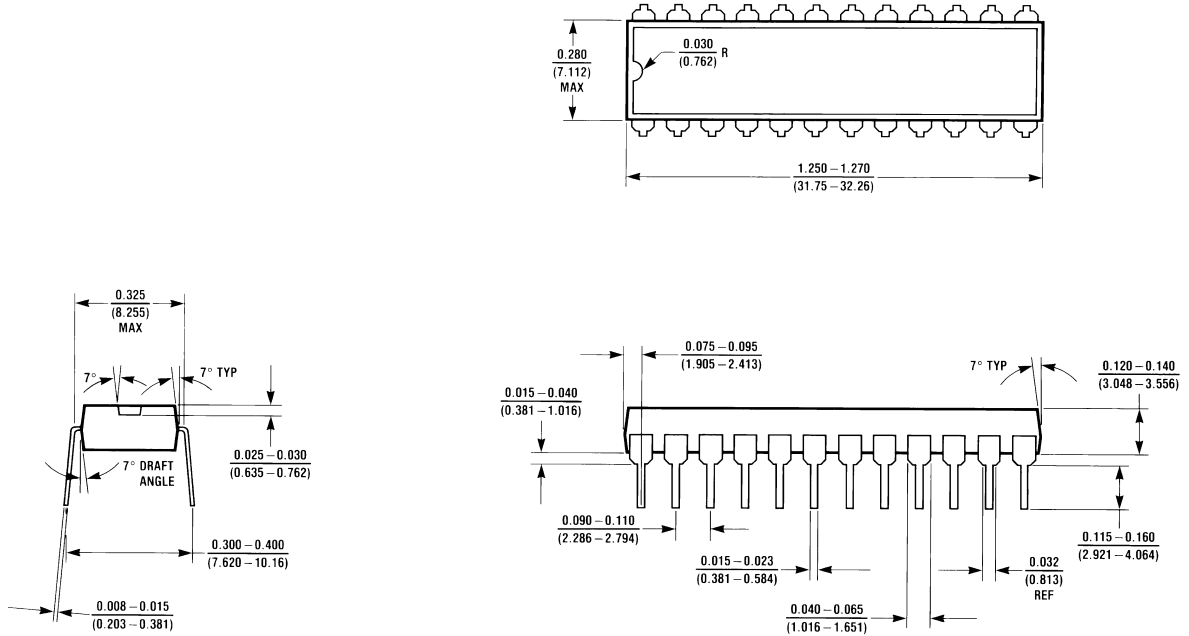 0.280
(7.112)
MAX
0.030
(0.762)
R
1.250 – 1.270
(31.75 – 32.26)
0.325
(8.255)
MAX
7°
7° TYP
0.025 – 0.030
(0.635 – 0.762)
7° DRAFT
ANGLE
0.300 – 0.400
(7.620 – 10.16)
0.008 – 0.015
(0.203 – 0.381)
0.075 – 0.095
(1.905 – 2.413)
7° TYP
0.120 – 0.140
(3.048 – 3.556)
0.015 – 0.040
(0.381 – 1.016)
0.090 – 0.110
(2.286 – 2.794)
0.015 – 0.023
(0.381 – 0.584)
0.040 – 0.065
(1.016 – 1.651)
0.032
(0.813)
REF
0.115 – 0.160
(2.921 – 4.064)